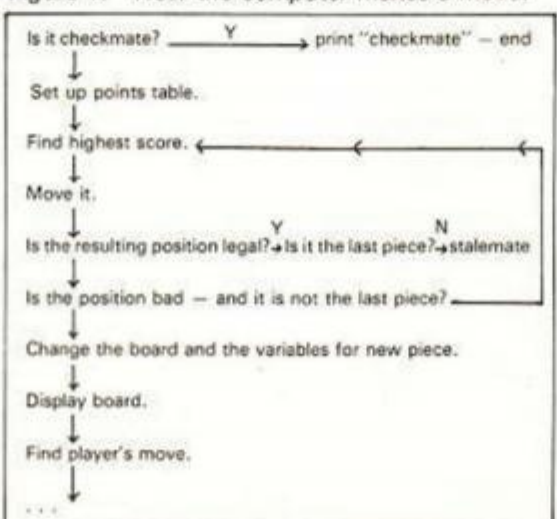 Is it checkmate? Y print "checkmate" — end
Set up points table.
Find highest score.
Move it.
Y N
Is the resulting position legal? Is it the last piece? stalemate
Is the position bad — and it is not the last piece?
Change the board and the variables for new piece.
Display board.
Find player's move.
. . .